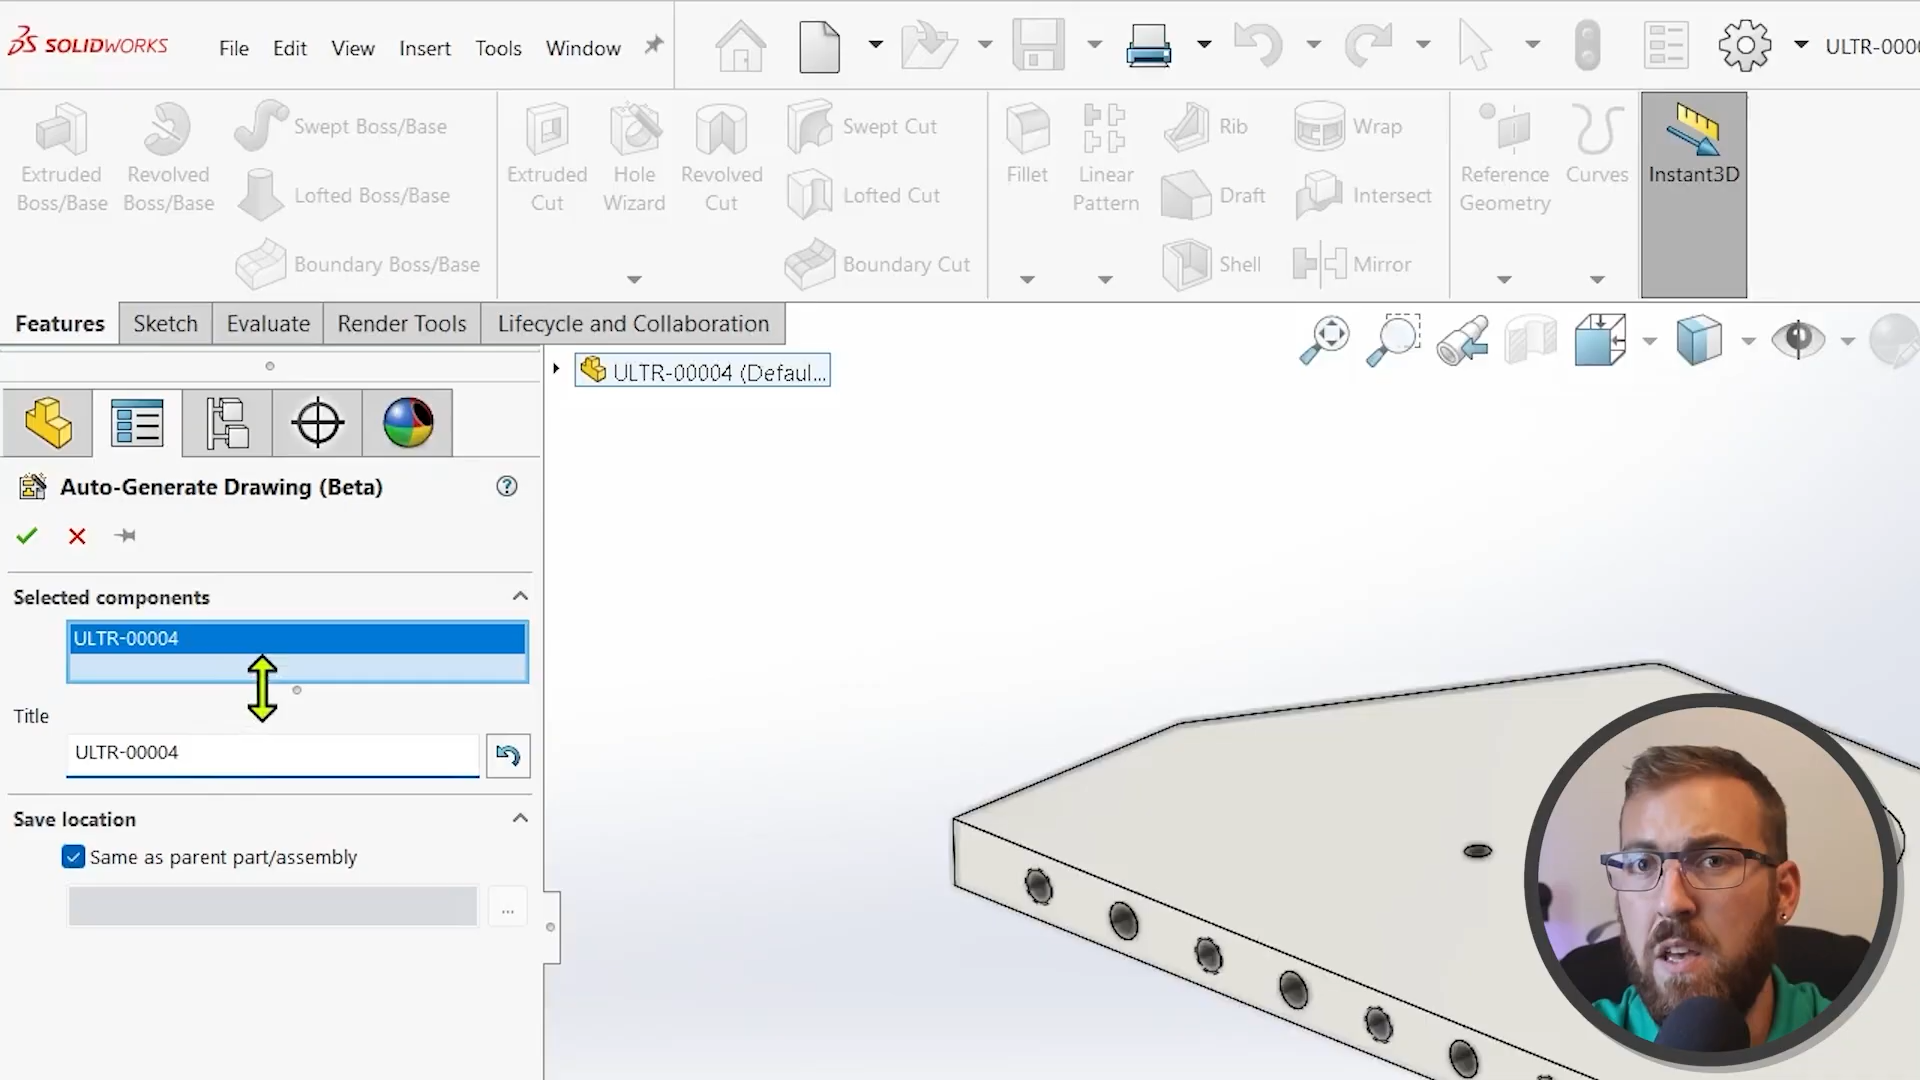 SOLIDWORKS
File Edit View Insert Tools Window
ULTR-000
Extruded Boss/Base
Revolved Boss/Base
Swept Boss/Base
Lofted Boss/Base
Boundary Boss/Base
Extruded Cut
Hole Wizard
Revolved Cut
Swept Cut
Lofted Cut
Boundary Cut
Fillet
Linear Pattern
Rib
Draft
Shell
Wrap
Intersect
Mirror
Reference Geometry
Curves
Instant3D
Features Sketch Evaluate Render Tools Lifecycle and Collaboration
ULTR-00004 (Defaul...
Auto-Generate Drawing (Beta)
Selected components
ULTR-00004
Title
ULTR-00004
Save location
Same as parent part/assembly
...